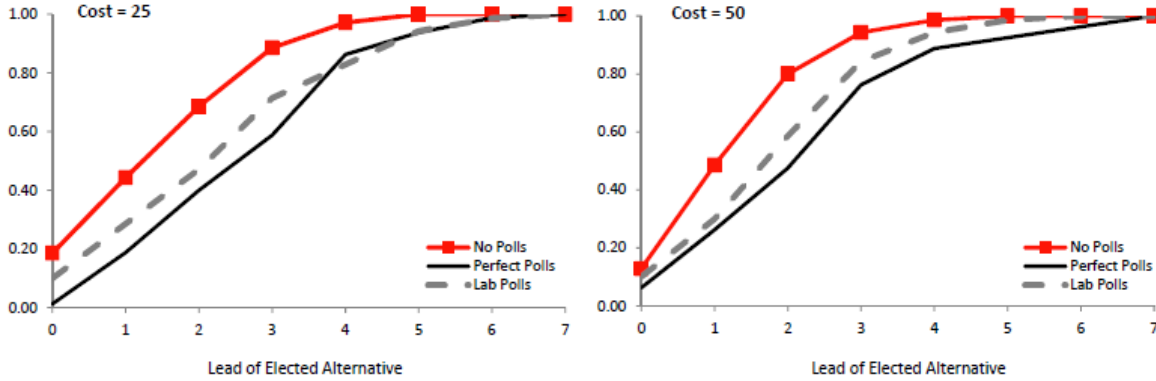 Cost = 25
1.00
0.80
0.60
0.40
0.20
0.00
0 1 2 3 4 5 6 7
No Polls
Perfect Polls
Lab Polls
Lead of Elected Alternative
Cost = 50
1.00
0.80
0.60
0.40
0.20
0.00
0 1 2 3 4 5 6 7
No Polls
Perfect Polls
Lab Polls
Lead of Elected Alternative